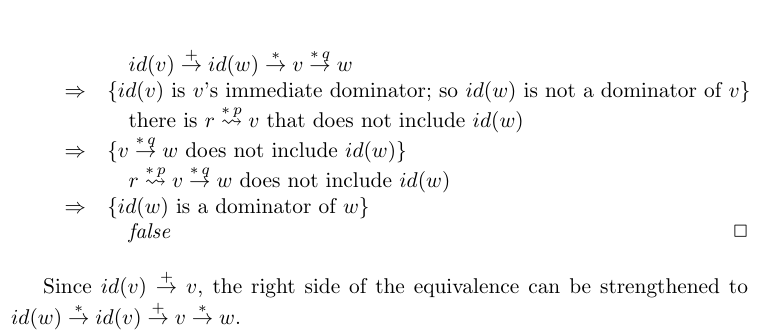 id(v) →⁺ id(w) →* v →*q w
⇒ {id(v) is v's immediate dominator; so id(w) is not a dominator of v}
there is r ⇝*p v that does not include id(w)
⇒ {v →*q w does not include id(w)}
r ⇝*p v →*q w does not include id(w)
⇒ {id(w) is a dominator of w}
false □
Since id(v) →⁺ v, the right side of the equivalence can be strengthened to
id(w) →* id(v) →⁺ v →* w.